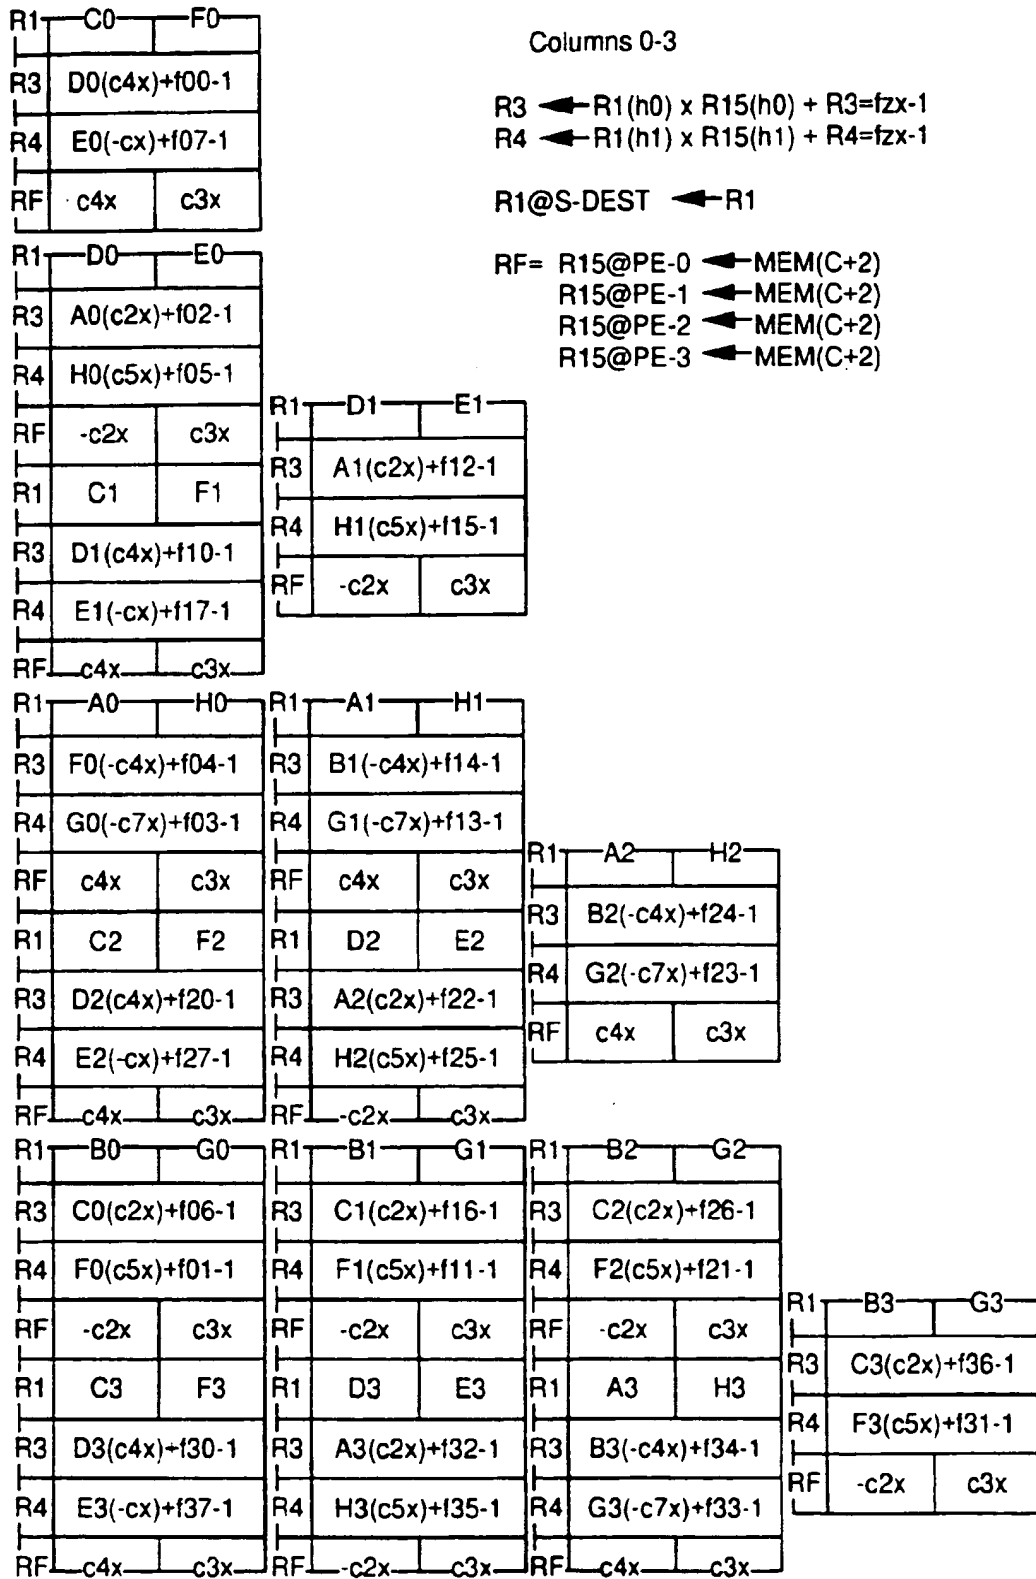 R1 C0 F0
R3 D0(c4x)+f00-1
R4 E0(-cx)+f07-1
RF c4x c3x
Columns 0-3
R3 ← R1(h0) x R15(h0) + R3=fzx-1
R4 ← R1(h1) x R15(h1) + R4=fzx-1
R1@S-DEST ← R1
RF= R15@PE-0 ← MEM(C+2)
R15@PE-1 ← MEM(C+2)
R15@PE-2 ← MEM(C+2)
R15@PE-3 ← MEM(C+2)
R1 D0 E0
R3 A0(c2x)+f02-1
R4 H0(c5x)+f05-1
RF -c2x c3x
R1 C1 F1
R3 D1(c4x)+f10-1
R4 E1(-cx)+f17-1
RF c4x c3x
R1 D1 E1
R3 A1(c2x)+f12-1
R4 H1(c5x)+f15-1
RF -c2x c3x
R1 A0 H0
R3 F0(-c4x)+f04-1
R4 G0(-c7x)+f03-1
RF c4x c3x
R1 C2 F2
R3 D2(c4x)+f20-1
R4 E2(-cx)+f27-1
RF c4x c3x
R1 A1 H1
R3 B1(-c4x)+f14-1
R4 G1(-c7x)+f13-1
RF c4x c3x
R1 D2 E2
R3 A2(c2x)+f22-1
R4 H2(c5x)+f25-1
RF -c2x c3x
R1 A2 H2
R3 B2(-c4x)+f24-1
R4 G2(-c7x)+f23-1
RF c4x c3x
R1 B0 G0
R3 C0(c2x)+f06-1
R4 F0(c5x)+f01-1
RF -c2x c3x
R1 C3 F3
R3 D3(c4x)+f30-1
R4 E3(-cx)+f37-1
RF c4x c3x
R1 B1 G1
R3 C1(c2x)+f16-1
R4 F1(c5x)+f11-1
RF -c2x c3x
R1 D3 E3
R3 A3(c2x)+f32-1
R4 H3(c5x)+f35-1
RF -c2x c3x
R1 B2 G2
R3 C2(c2x)+f26-1
R4 F2(c5x)+f21-1
RF -c2x c3x
R1 A3 H3
R3 B3(-c4x)+f34-1
R4 G3(-c7x)+f33-1
RF c4x c3x
R1 B3 G3
R3 C3(c2x)+f36-1
R4 F3(c5x)+f31-1
RF -c2x c3x